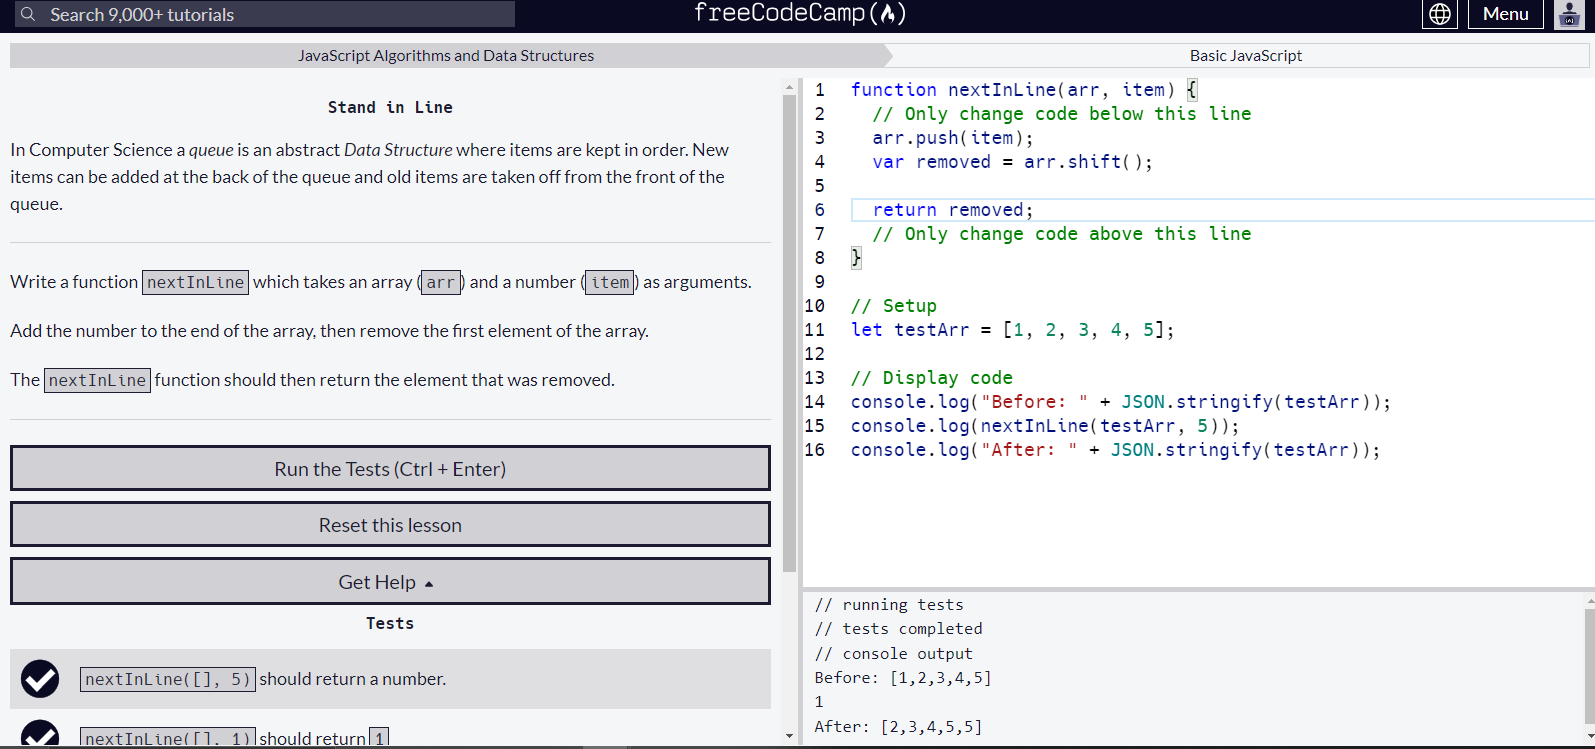 Search 9,000+ tutorials
freeCodeCamp
Menu
JavaScript Algorithms and Data Structures
Basic JavaScript
Stand in Line
In Computer Science a queue is an abstract Data Structure where items are kept in order. New
items can be added at the back of the queue and old items are taken off from the front of the
queue.
Write a function nextInLine which takes an array (arr) and a number (item) as arguments.
Add the number to the end of the array, then remove the first element of the array.
The nextInLine function should then return the element that was removed.
Run the Tests (Ctrl + Enter)
Reset this lesson
Get Help
Tests
nextInLine([], 5) should return a number.
nextInLine([], 1) should return 1
1 function nextInLine(arr, item) {
2 // Only change code below this line
3 arr.push(item);
4 var removed = arr.shift();
5
6 return removed;
7 // Only change code above this line
8 }
9
10 // Setup
11 let testArr = [1, 2, 3, 4, 5];
12
13 // Display code
14 console.log("Before: " + JSON.stringify(testArr));
15 console.log(nextInLine(testArr, 5));
16 console.log("After: " + JSON.stringify(testArr));
// running tests
// tests completed
// console output
Before: [1,2,3,4,5]
1
After: [2,3,4,5,5]